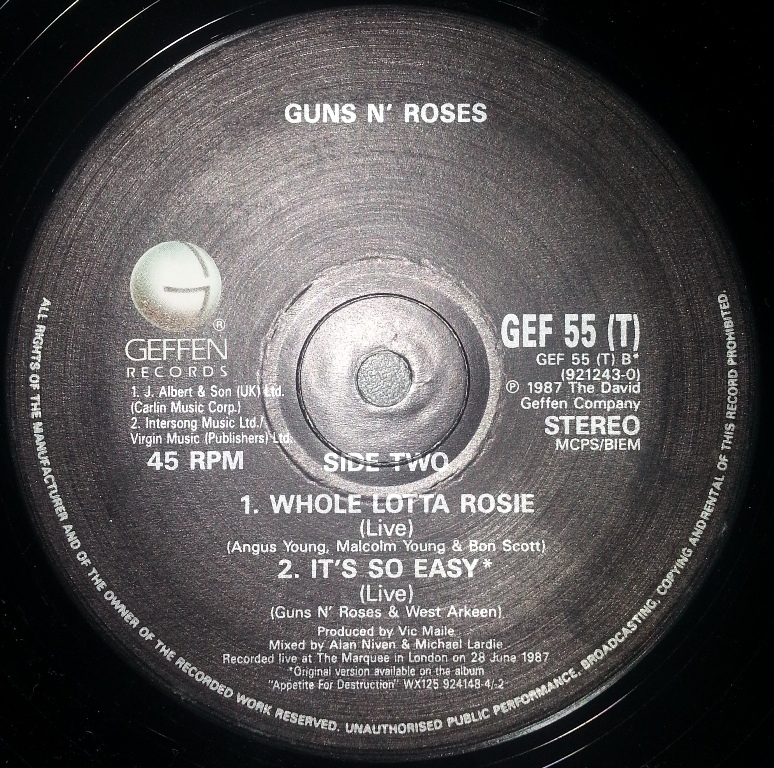 GUNS N' ROSES
GEFFEN ®
RECORDS
1. J. Albert & Son (UK) Ltd.
(Carlin Music Corp.)
2. Intersong Music Ltd./
Virgin Music (Publishers) Ltd.
45 RPM
GEF 55 (T)
GEF 55 (T) B*
(921243-0)
℗ 1987 The David
Geffen Company
STEREO
MCPS/BIEM
SIDE TWO
1. WHOLE LOTTA ROSIE
(Live)
(Angus Young, Malcolm Young & Bon Scott)
2. IT'S SO EASY*
(Live)
(Guns N' Roses & West Arkeen)
Produced by Vic Maile
Mixed by Alan Niven & Michael Lardie
Recorded live at The Marquee in London on 28 June 1987
*Original version available on the album
"Appetite For Destruction" WX125 924148-4/-2
ALL RIGHTS OF THE MANUFACTURER AND OF THE OWNER OF THE RECORDED WORK RESERVED. UNAUTHORISED PUBLIC PERFORMANCE, BROADCASTING, COPYING AND RENTAL OF THIS RECORD PROHIBITED.